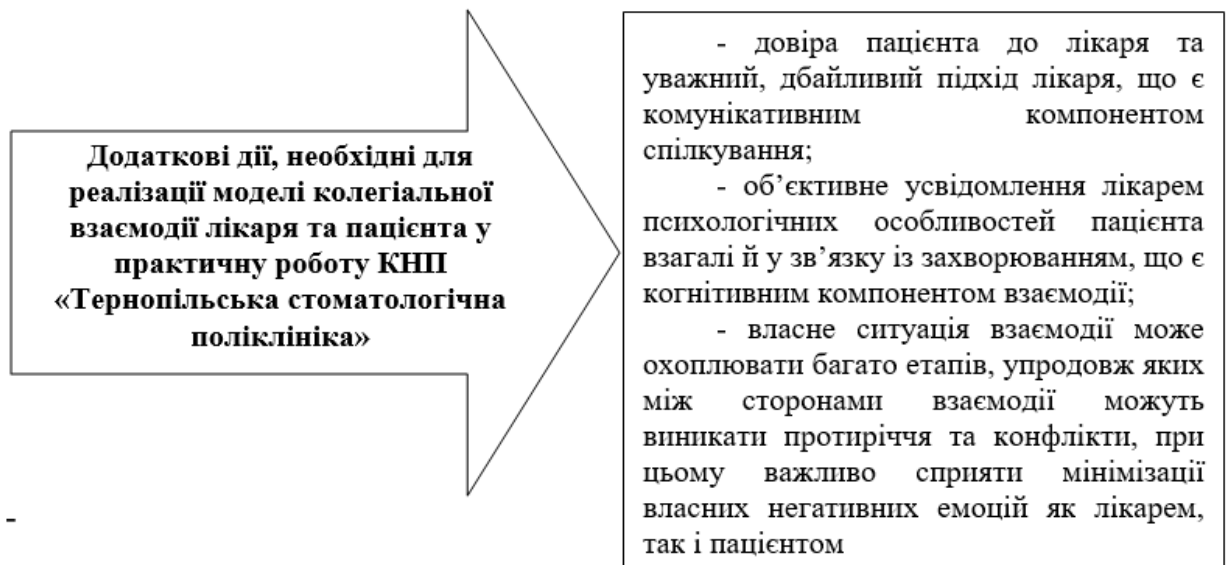 Додаткові дії, необхідні для
реалізації моделі колегіальної
взаємодії лікаря та пацієнта у
практичну роботу КНП
«Тернопільська стоматологічна
поліклініка»
- довіра пацієнта до лікаря та
уважний, дбайливий підхід лікаря, що є
комунікативним компонентом
спілкування;
- об’єктивне усвідомлення лікарем
психологічних особливостей пацієнта
взагалі й у зв’язку із захворюванням, що є
когнітивним компонентом взаємодії;
- власне ситуація взаємодії може
охоплювати багато етапів, упродовж яких
між сторонами взаємодії можуть
виникати протиріччя та конфлікти, при
цьому важливо сприяти мінімізації
власних негативних емоцій як лікарем,
так і пацієнтом
-